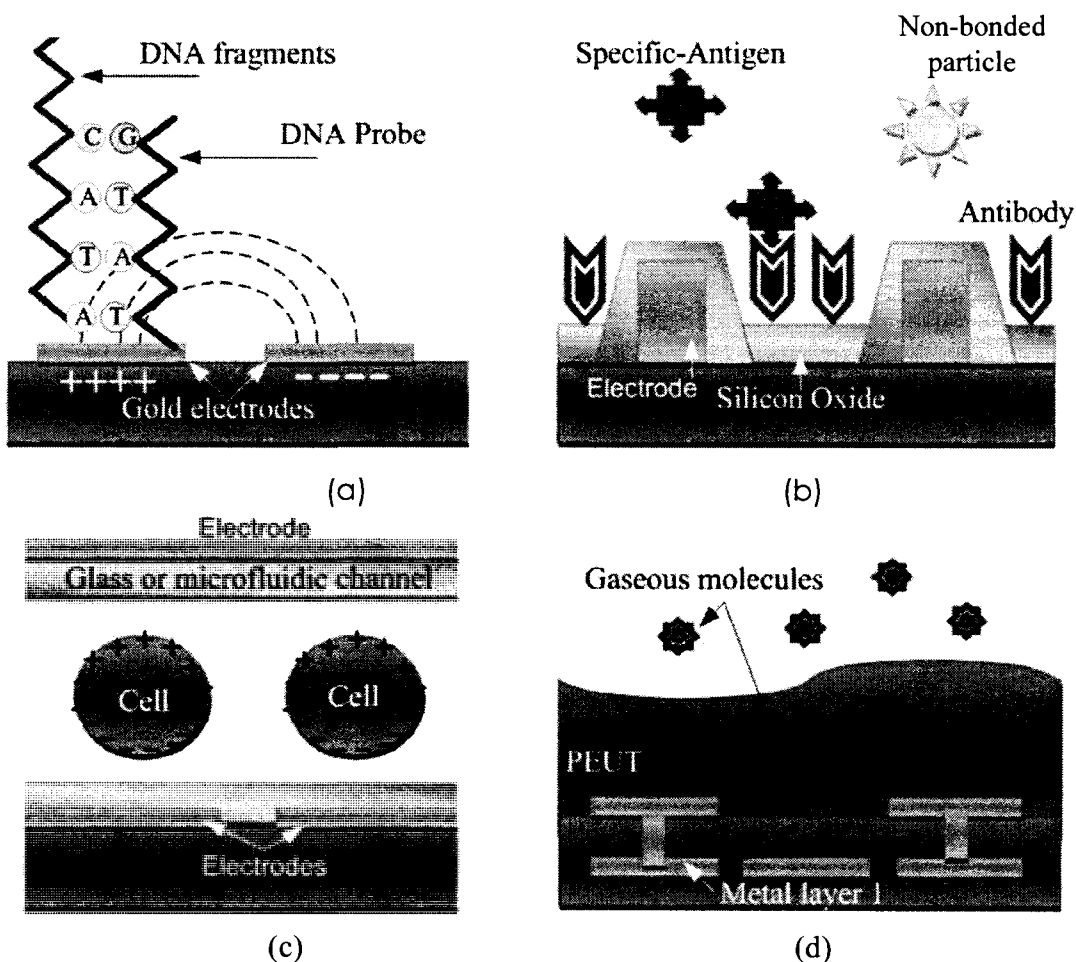 DNA fragments
DNA Probe
C G
A T
T A
A T
++++
----
Gold electrodes
(a)
Specific-Antigen
Non-bonded
particle
Antibody
Electrode
Silicon Oxide
(b)
Electrode
Glass or microfluidic channel
Cell
Cell
Electrodes
(c)
Gaseous molecules
PEUT
Metal layer 1
(d)